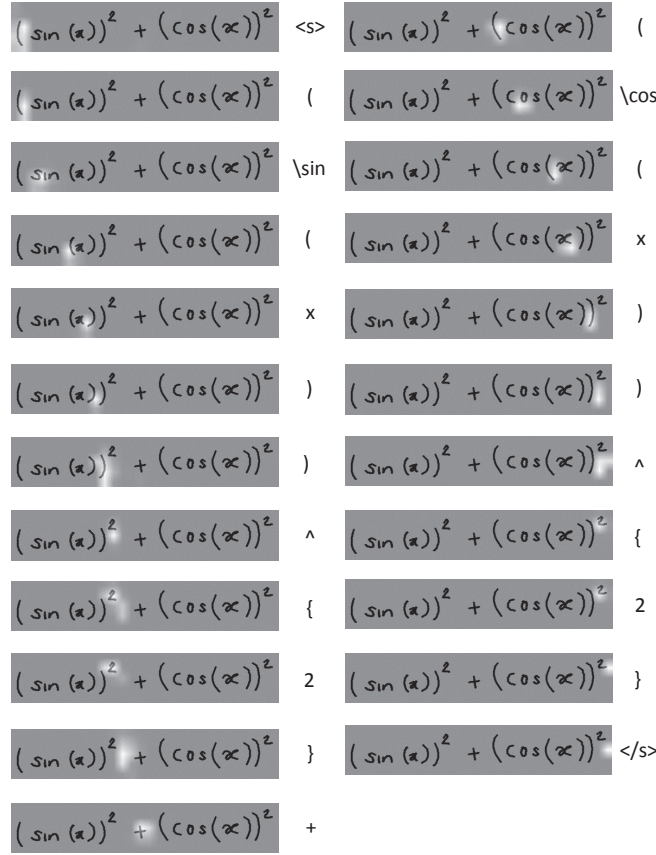 (sin (x))² + (cos(x))² <s>
(sin (x))² + (cos(x))² (
(sin (x))² + (cos(x))² \sin
(sin (x))² + (cos(x))² (
(sin (x))² + (cos(x))² x
(sin (x))² + (cos(x))² )
(sin (x))² + (cos(x))² )
(sin (x))² + (cos(x))² ^
(sin (x))² + (cos(x))² {
(sin (x))² + (cos(x))² 2
(sin (x))² + (cos(x))² }
(sin (x))² + (cos(x))² +
(sin (x))² + (cos(x))² (
(sin (x))² + (cos(x))² \cos
(sin (x))² + (cos(x))² (
(sin (x))² + (cos(x))² x
(sin (x))² + (cos(x))² )
(sin (x))² + (cos(x))² )
(sin (x))² + (cos(x))² ^
(sin (x))² + (cos(x))² {
(sin (x))² + (cos(x))² 2
(sin (x))² + (cos(x))² }
(sin (x))² + (cos(x))² </s>